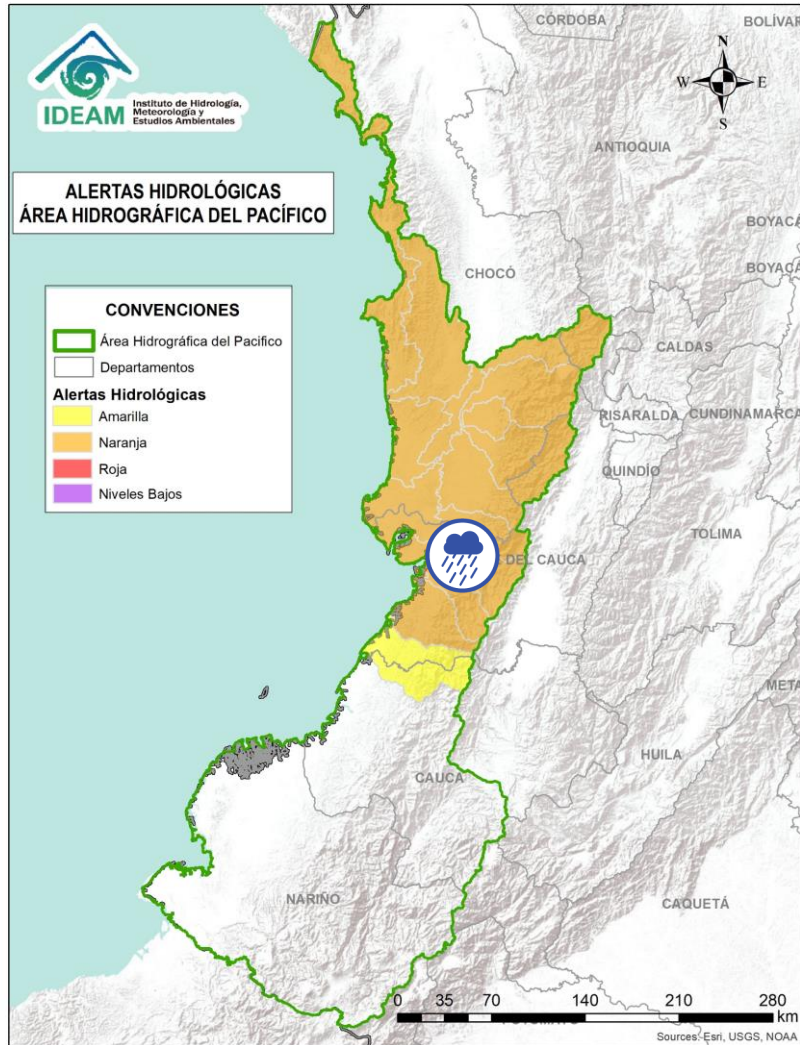 IDEAM
Instituto de Hidrología,
Meteorología y
Estudios Ambientales
ALERTAS HIDROLÓGICAS
ÁREA HIDROGRÁFICA DEL PACÍFICO
CONVENCIONES
Área Hidrográfica del Pacifico
Departamentos
Alertas Hidrológicas
Amarilla
Naranja
Roja
Niveles Bajos
N
W
E
S
CÓRDOBA
BOLÍVAR
ANTIOQUIA
BOYACÁ
BOYACÁ
CHOCÓ
CALDAS
RISARALDA
CUNDINAMARCA
QUINDÍO
TOLIMA
DEL CAUCA
META
HUILA
CAUCA
NARIÑO
CAQUETÁ
0 35 70 140 210 280
km
Sources: Esri, USGS, NOAA